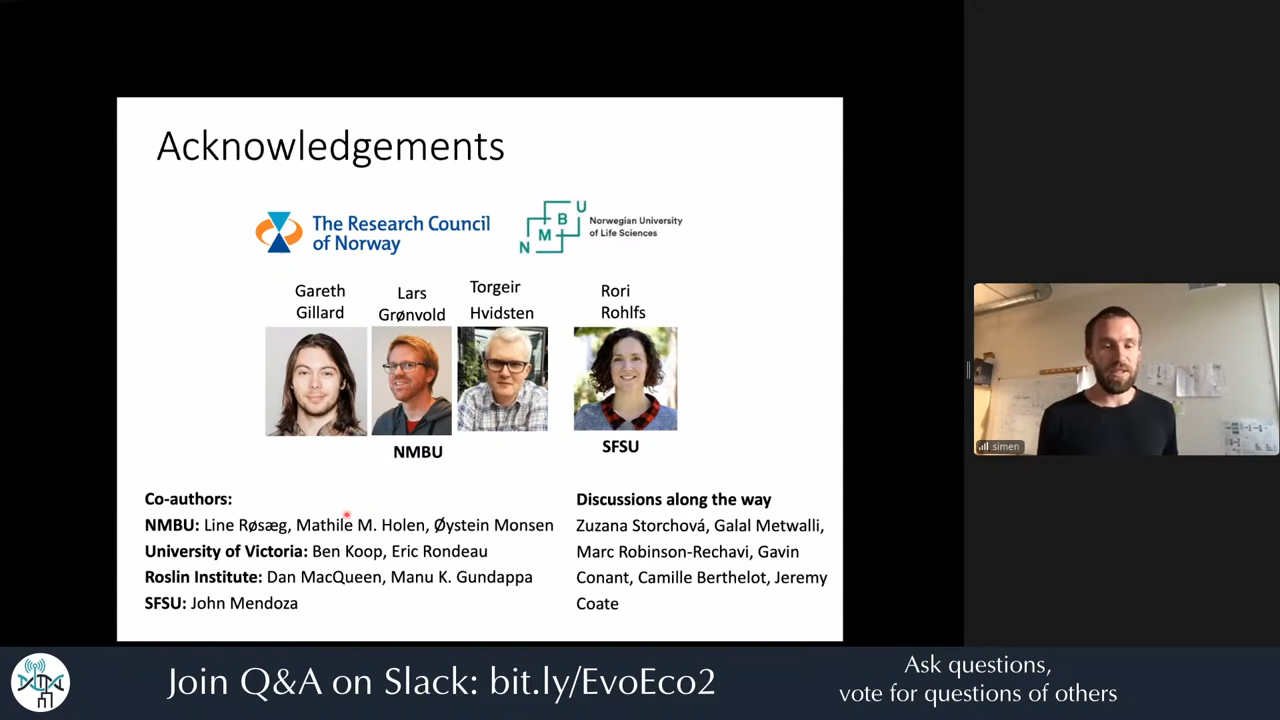 Acknowledgements
The Research Council
of Norway
N M B U
Norwegian University
of Life Sciences
Gareth
Gillard
Lars
Grønvold
Torgeir
Hvidsten
Rori
Rohlfs
NMBU
SFSU
Co-authors:
NMBU: Line Røsæg, Mathile M. Holen, Øystein Monsen
University of Victoria: Ben Koop, Eric Rondeau
Roslin Institute: Dan MacQueen, Manu K. Gundappa
SFSU: John Mendoza
Discussions along the way
Zuzana Storchová, Galal Metwalli,
Marc Robinson-Rechavi, Gavin
Conant, Camille Berthelot, Jeremy
Coate
simen
Join Q&A on Slack: bit.ly/EvoEco2
Ask questions,
vote for questions of others